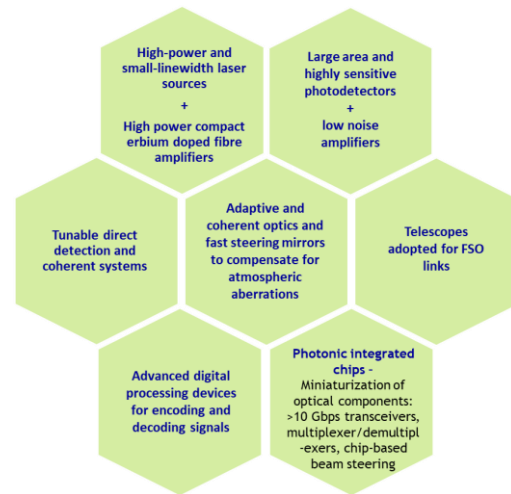 High-power and
small-linewidth laser
sources
+
High power compact
erbium doped fibre
amplifiers
Large area and
highly sensitive
photodetectors
+
low noise
amplifiers
Tunable direct
detection and
coherent systems
Adaptive and
coherent optics and
fast steering mirrors
to compensate for
atmospheric
aberrations
Telescopes
adopted for FSO
links
Advanced digital
processing devices
for encoding and
decoding signals
Photonic integrated
chips -
Miniaturization of
optical components:
>10 Gbps transceivers,
multiplexer/demultipl
-exers, chip-based
beam steering